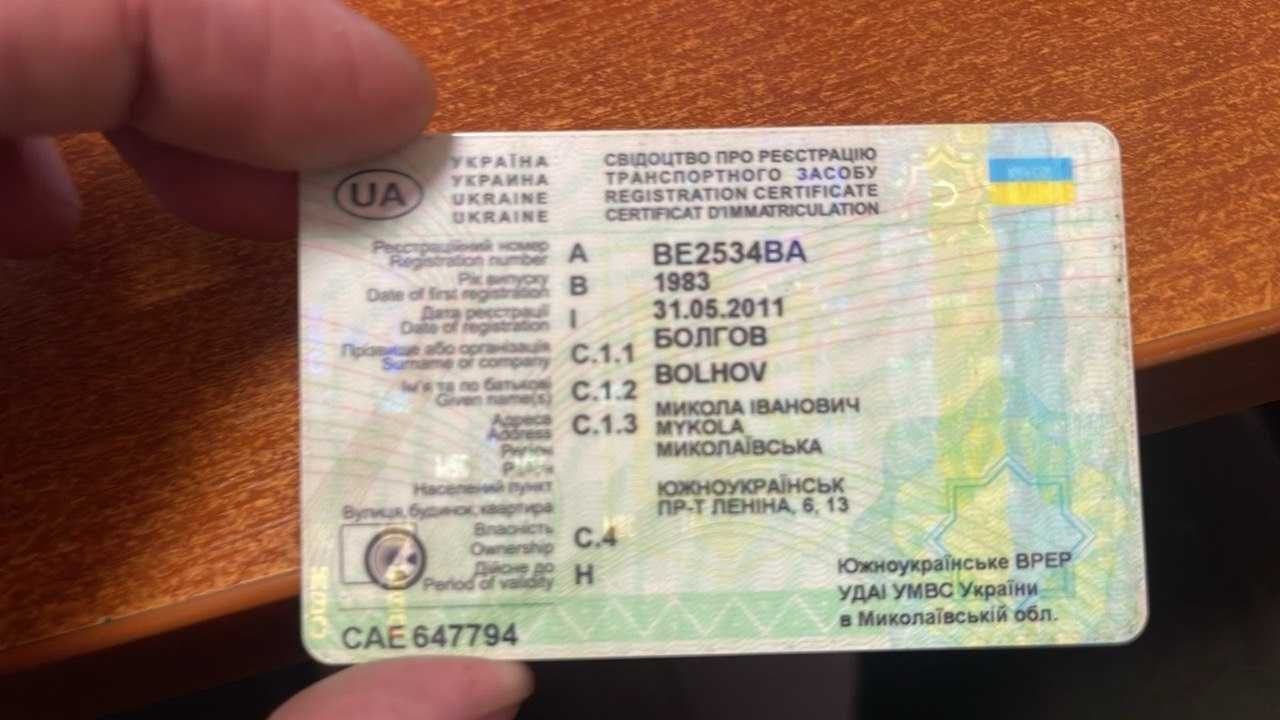 UA
УКРАЇНА
УКРАИНА
UKRAINE
UKRAINE
СВІДОЦТВО ПРО РЕЄСТРАЦІЮ
ТРАНСПОРТНОГО ЗАСОБУ
REGISTRATION CERTIFICATE
CERTIFICAT D'IMMATRICULATION
Реєстраційний номер
Registration number
A
BE2534BA
Рік випуску
Date of first registration
B
1983
Дата реєстрації
Date of registration
I
31.05.2011
Прізвище або організація
Surname or company
C.1.1
БОЛГОВ
BOLHOV
Ім'я та по батькові
Given name(s)
C.1.2
МИКОЛА ІВАНОВИЧ
MYKOLA
Адреса
Address
C.1.3
МИКОЛАЇВСЬКА
Регіон
Район
Населений пункт
ЮЖНОУКРАЇНСЬК
Вулиця, будинок, квартира
ПР-Т ЛЕНІНА, 6, 13
Власність
Ownership
C.4
Дійсне до
Period of validity
H
Южноукраїнське ВРЕР
УДАІ УМВС України
в Миколаївській обл.
САЕ 647794